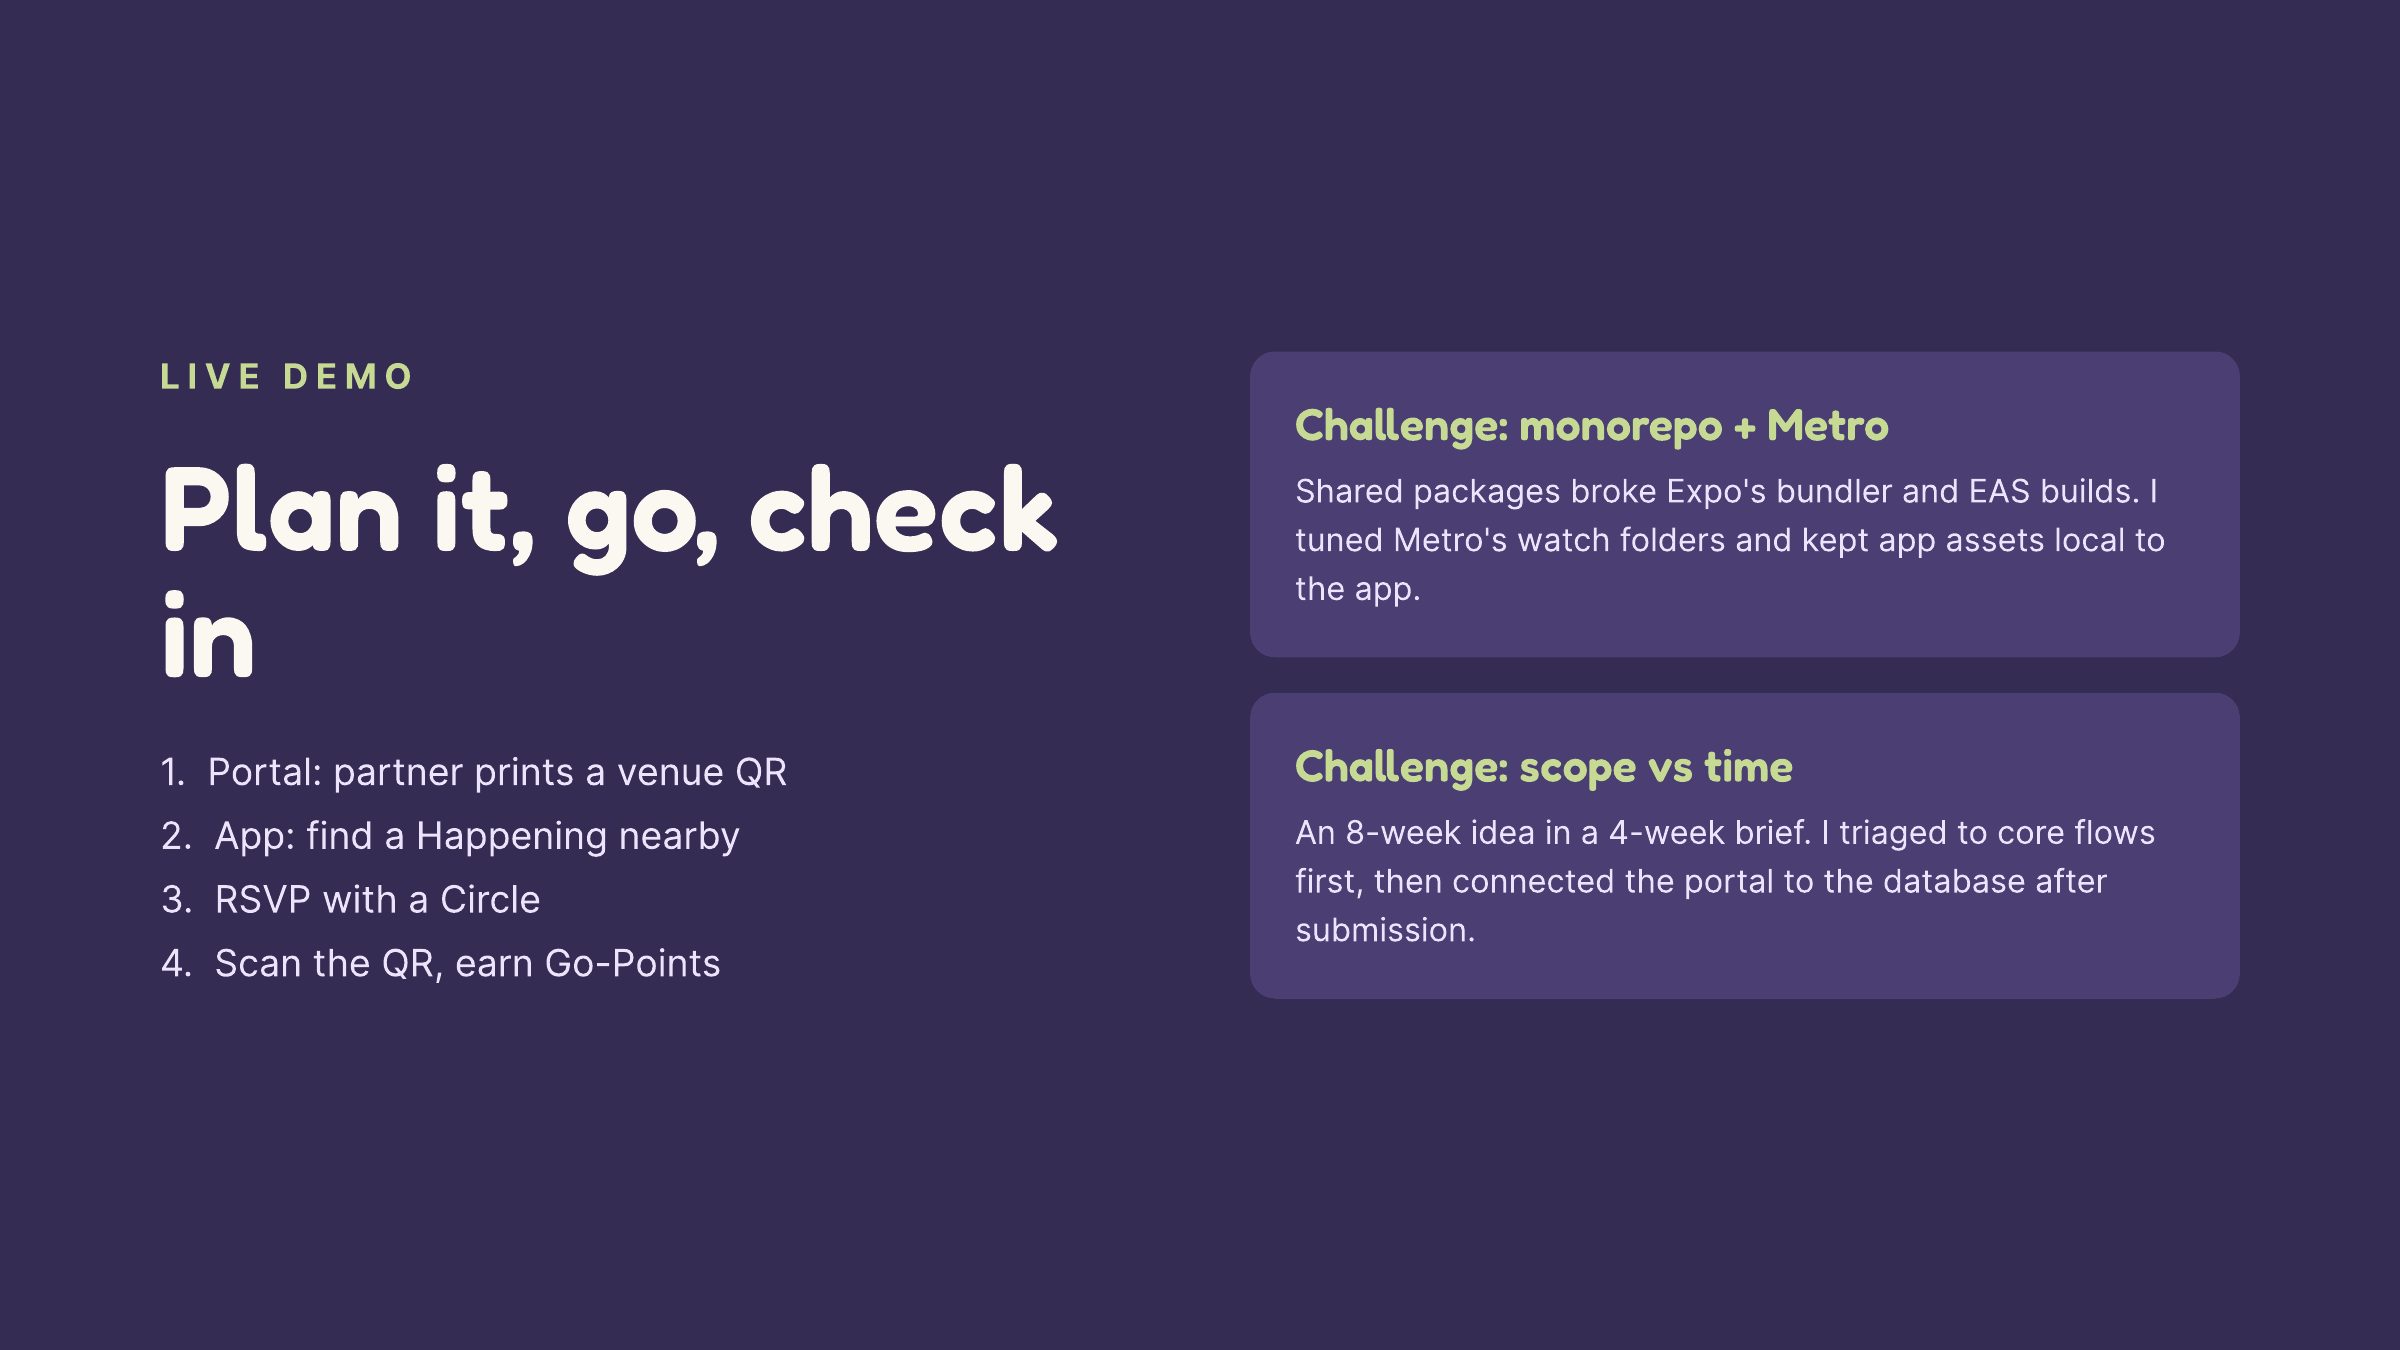 LIVE DEMO
Plan it, go, check
in
1. Portal: partner prints a venue QR
2. App: find a Happening nearby
3. RSVP with a Circle
4. Scan the QR, earn Go-Points
Challenge: monorepo + Metro
Shared packages broke Expo's bundler and EAS builds. I
tuned Metro's watch folders and kept app assets local to
the app.
Challenge: scope vs time
An 8-week idea in a 4-week brief. I triaged to core flows
first, then connected the portal to the database after
submission.